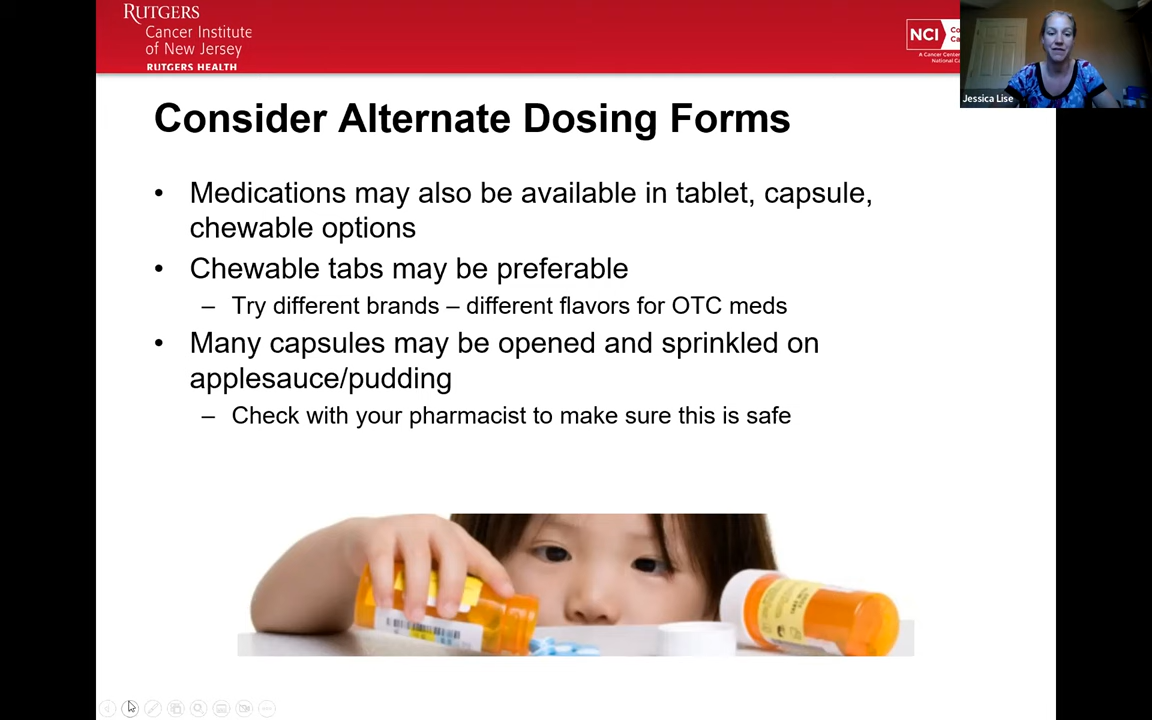 RUTGERS
Cancer Institute
of New Jersey
RUTGERS HEALTH
NCI
A Cancer Cente
National Ca
Jessica Lise
Consider Alternate Dosing Forms
• Medications may also be available in tablet, capsule,
chewable options
• Chewable tabs may be preferable
– Try different brands – different flavors for OTC meds
• Many capsules may be opened and sprinkled on
applesauce/pudding
– Check with your pharmacist to make sure this is safe